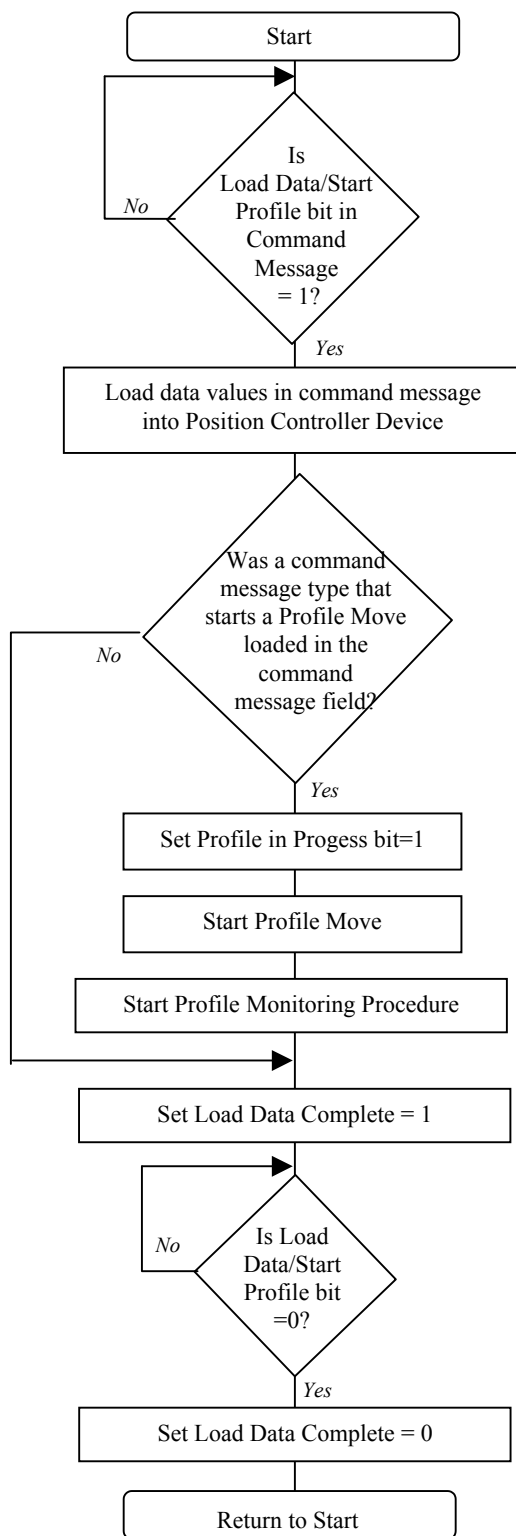 Start
Is
Load Data/Start
Profile bit in
Command
Message
= 1?
No
Yes
Load data values in command message
into Position Controller Device
Was a command
message type that
starts a Profile Move
loaded in the
command
message field?
No
Yes
Set Profile in Progess bit=1
Start Profile Move
Start Profile Monitoring Procedure
Set Load Data Complete = 1
Is Load
Data/Start
Profile bit
=0?
No
Yes
Set Load Data Complete = 0
Return to Start